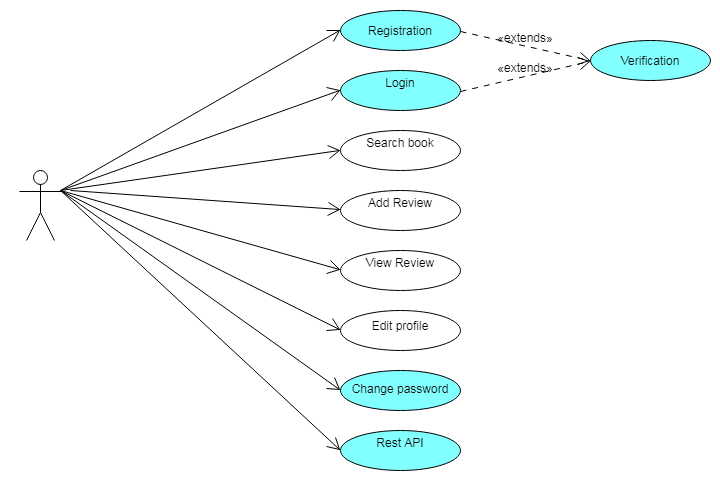 Registration
«extends»
Verification
Login
«extends»
Search book
Add Review
View Review
Edit profile
Change password
Rest API